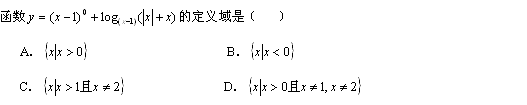 函数 y = (x−1)⁰ + log₍ₓ₋₁₎(|x|+x) 的定义域是（　　）
A. {x|x>0}　　B. {x|x<0}
C. {x|x>1且x≠2}　　D. {x|x>0且x≠1, x≠2}